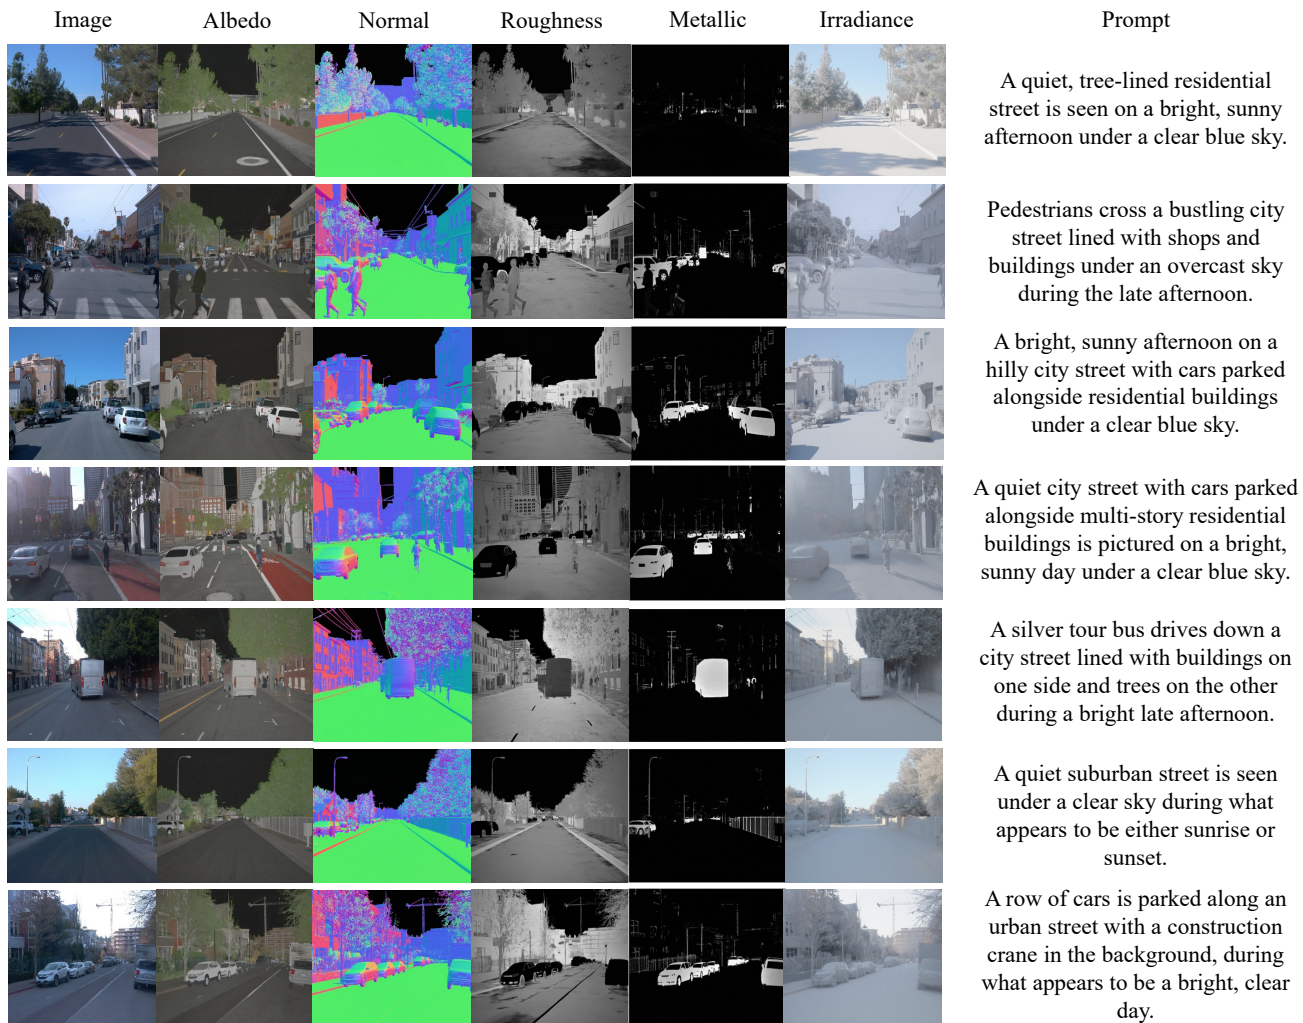 Image Albedo Normal Roughness Metallic Irradiance Prompt
A quiet, tree-lined residential
street is seen on a bright, sunny
afternoon under a clear blue sky.
Pedestrians cross a bustling city
street lined with shops and
buildings under an overcast sky
during the late afternoon.
A bright, sunny afternoon on a
hilly city street with cars parked
alongside residential buildings
under a clear blue sky.
A quiet city street with cars parked
alongside multi-story residential
buildings is pictured on a bright,
sunny day under a clear blue sky.
A silver tour bus drives down a
city street lined with buildings on
one side and trees on the other
during a bright late afternoon.
A quiet suburban street is seen
under a clear sky during what
appears to be either sunrise or
sunset.
A row of cars is parked along an
urban street with a construction
crane in the background, during
what appears to be a bright, clear
day.